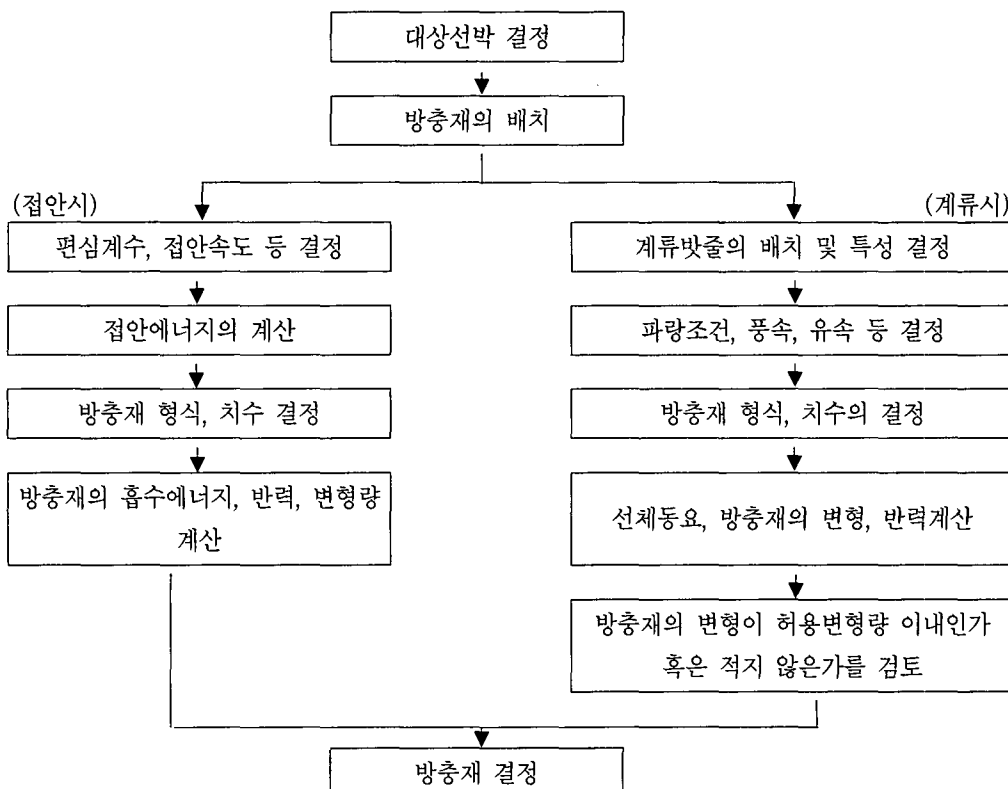 대상선박 결정
방충재의 배치
(접안시)
편심계수, 접안속도 등 결정
접안에너지의 계산
방충재 형식, 치수 결정
방충재의 흡수에너지, 반력, 변형량
계산
(계류시)
계류밧줄의 배치 및 특성 결정
파랑조건, 풍속, 유속 등 결정
방충재 형식, 치수의 결정
선체동요, 방충재의 변형, 반력계산
방충재의 변형이 허용변형량 이내인가
혹은 적지 않은가를 검토
방충재 결정